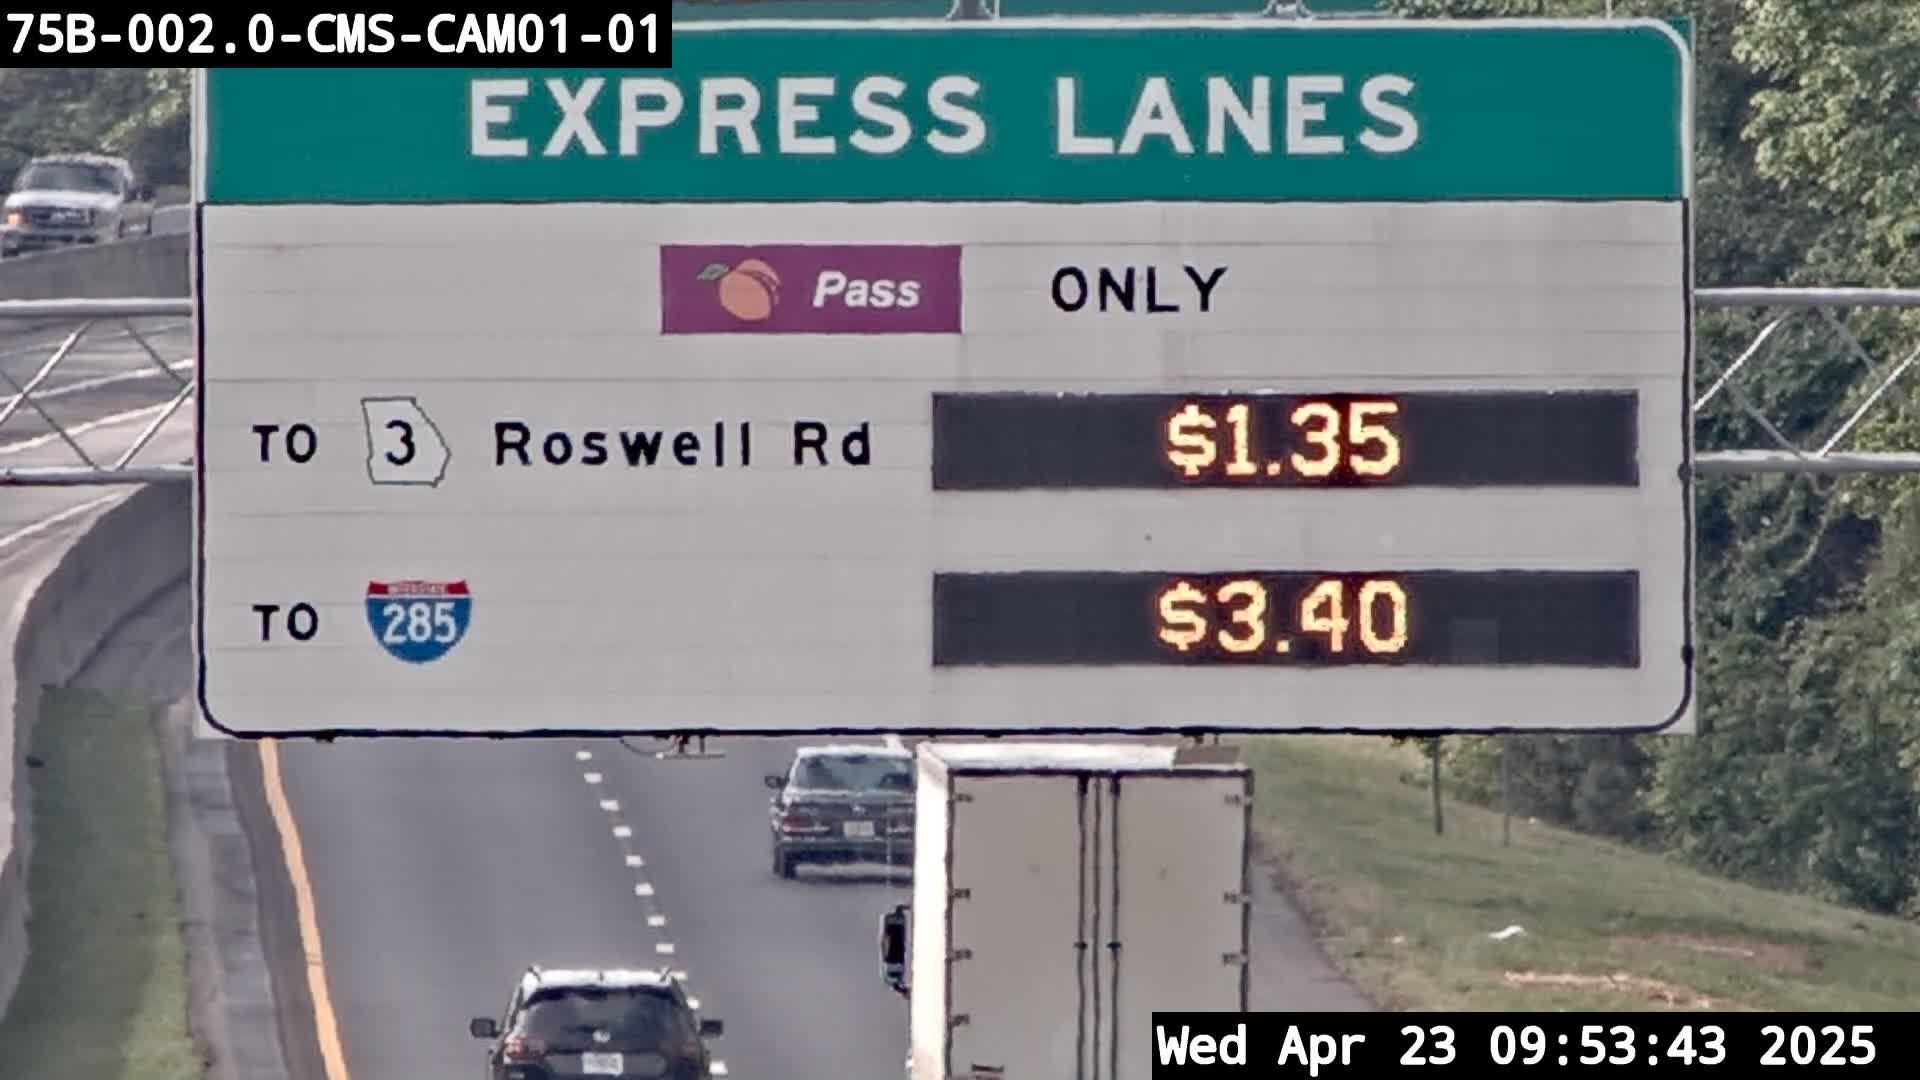 75B-002.0-CMS-CAM01-01
EXPRESS LANES
Pass ONLY
TO 3 Roswell Rd $1.35
INTERSTATE
TO 285 $3.40
Wed Apr 23 09:53:43 2025